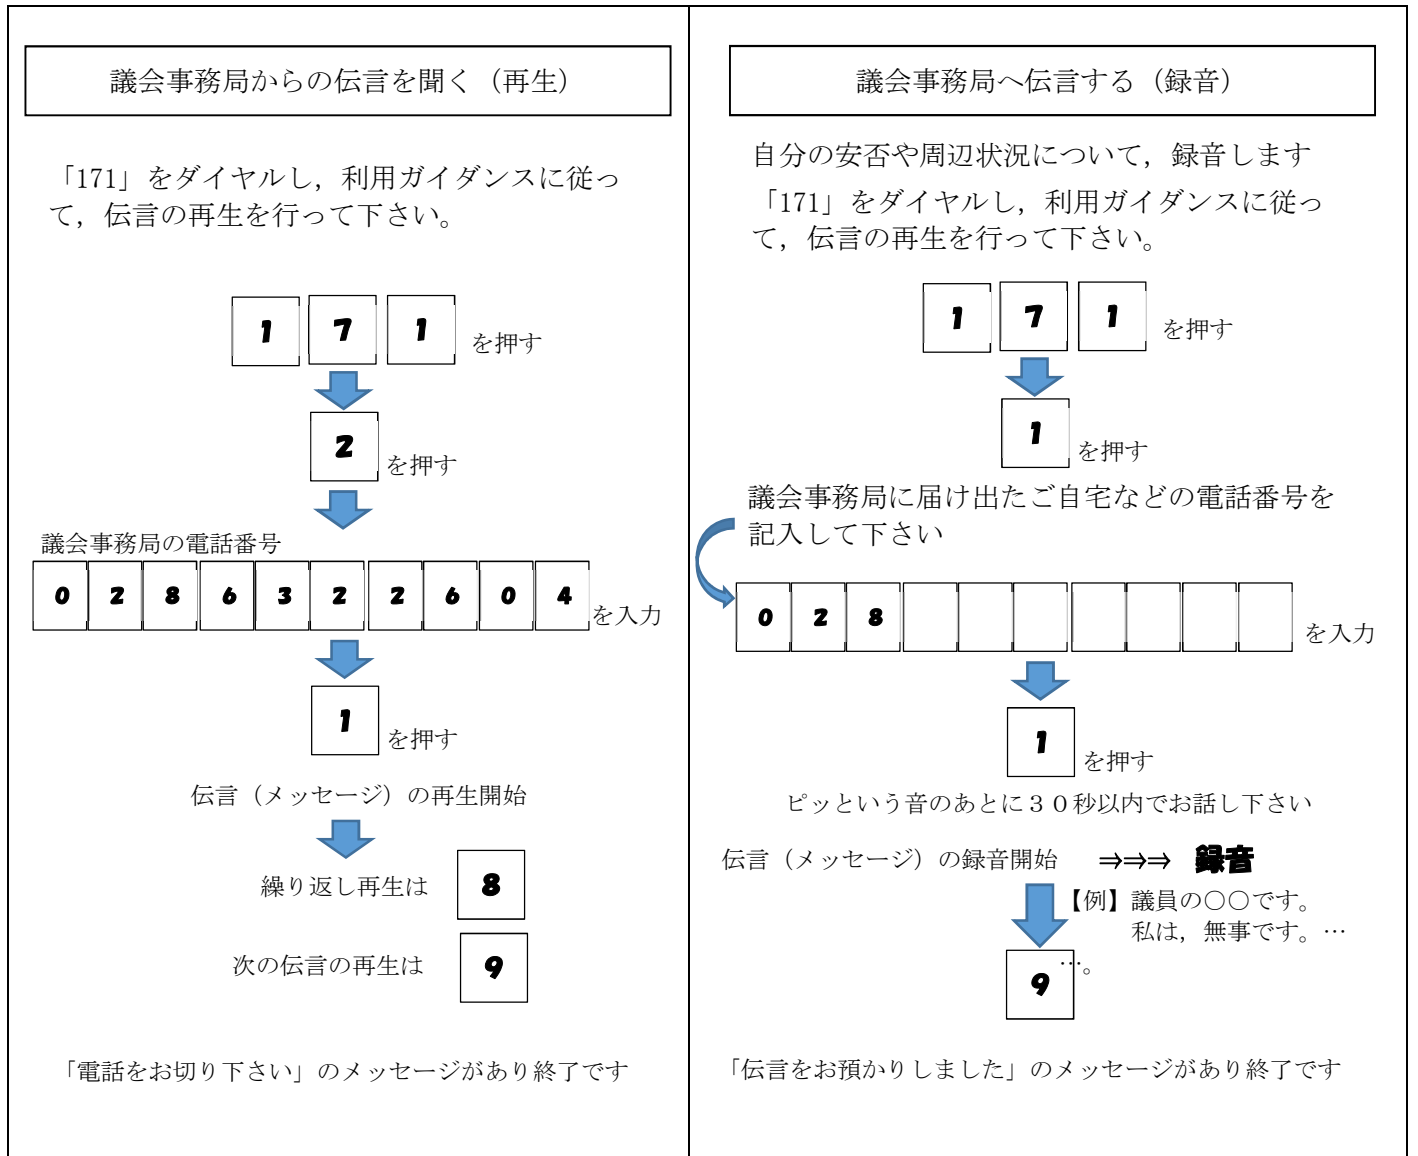 議会事務局からの伝言を聞く（再生）
「171」をダイヤルし，利用ガイダンスに従っ
て，伝言の再生を行って下さい。
1 7 1 を押す
2 を押す
議会事務局の電話番号
0 2 8 6 3 2 2 6 0 4 を入力
1 を押す
伝言（メッセージ）の再生開始
繰り返し再生は 8
次の伝言の再生は 9
「電話をお切り下さい」のメッセージがあり終了です
議会事務局へ伝言する（録音）
自分の安否や周辺状況について，録音します
「171」をダイヤルし，利用ガイダンスに従っ
て，伝言の再生を行って下さい。
1 7 1 を押す
1 を押す
議会事務局に届け出たご自宅などの電話番号を
記入して下さい
0 2 8 を入力
1 を押す
ピッという音のあとに３０秒以内でお話し下さい
伝言（メッセージ）の録音開始 ⇒⇒⇒ 録音
【例】議員の○○です。
私は，無事です。…
…。
9
「伝言をお預かりしました」のメッセージがあり終了です